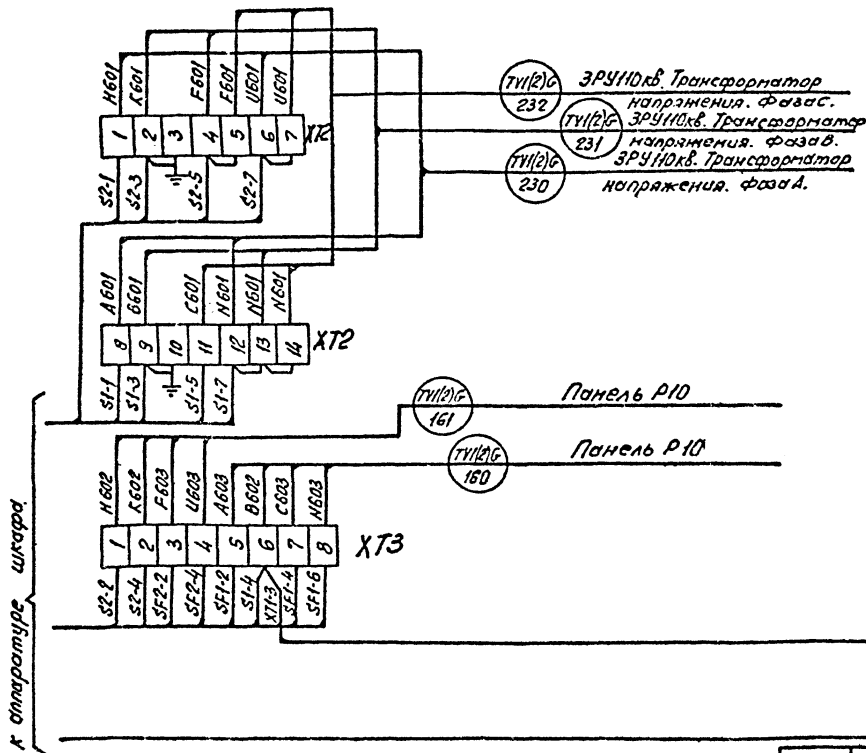 H601 K601 F601 F601 U601 U601
1 2 3 4 5 6 7 XT2
S2-1 S2-3 S2-5 S2-7
TV1(2)G 232 ЗРУ110кВ. Трансформатор
напряжения. Фаза С.
TV1(2)G 231 ЗРУ110кВ. Трансформатор
напряжения. Фаза В.
TV1(2)G 230 ЗРУ110кВ. Трансформатор
напряжения. Фаза А.
A601 B601 C601 N601 N601 N601
8 9 10 11 12 13 14 XT2
S1-1 S1-3 S1-5 S1-7
TV1(2)G 161 Панель Р10
TV1(2)G 160 Панель Р10
H602 K602 F603 U603 A603 B602 C603 N603
1 2 3 4 5 6 7 8 XT3
S2-2 S2-4 SF2-2 SF2-4 SF1-2 S1-4 XT1-3 SF1-4 SF1-6
к аппаратуре шкафа